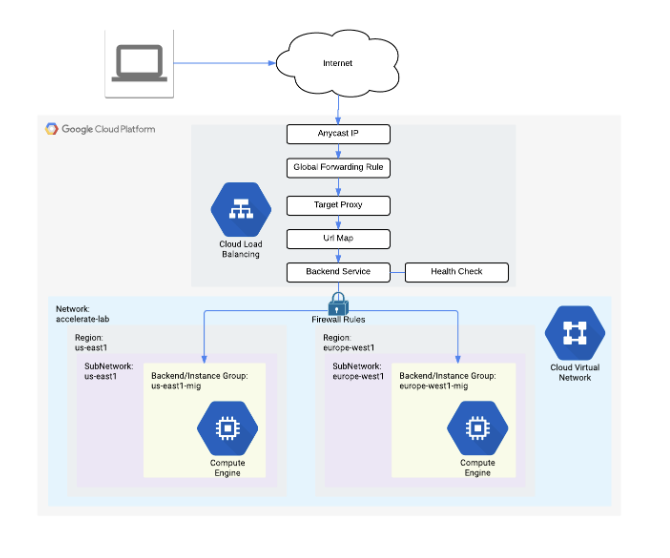 Internet
Google Cloud Platform
Anycast IP
Global Forwarding Rule
Target Proxy
Cloud Load
Balancing
Url Map
Backend Service
Health Check
Network:
accelerate-lab
Firewall Rules
Region:
us-east1
SubNetwork:
us-east1
Backend/Instance Group:
us-east1-mig
Compute
Engine
Region:
europe-west1
SubNetwork:
europe-west1
Backend/Instance Group:
europe-west1-mig
Compute
Engine
Cloud Virtual
Network